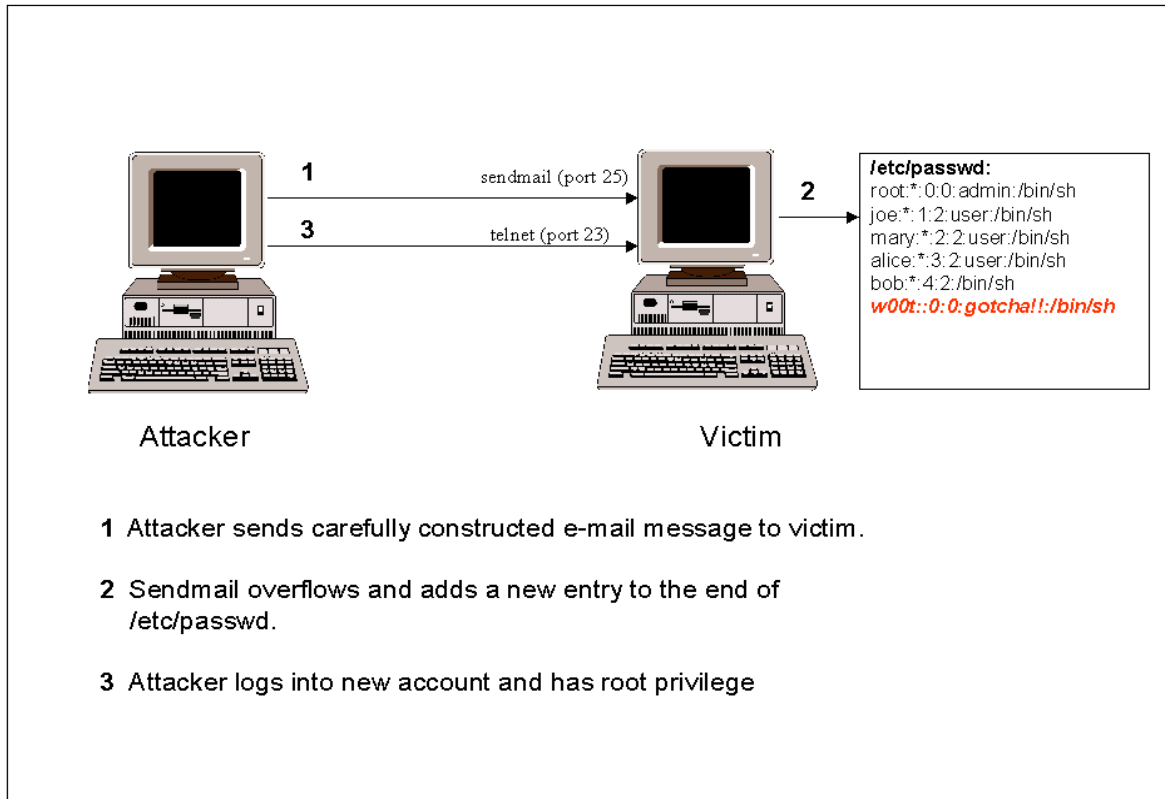 1
sendmail (port 25)
3
telnet (port 23)
2
/etc/passwd:
root:*:0:0:admin:/bin/sh
joe:*:1:2:user:/bin/sh
mary:*:2:2:user:/bin/sh
alice:*:3:2:user:/bin/sh
bob:*:4:2:/bin/sh
w00t::0:0:gotcha!!:/bin/sh
Attacker
Victim
1 Attacker sends carefully constructed e-mail message to victim.
2 Sendmail overflows and adds a new entry to the end of
/etc/passwd.
3 Attacker logs into new account and has root privilege